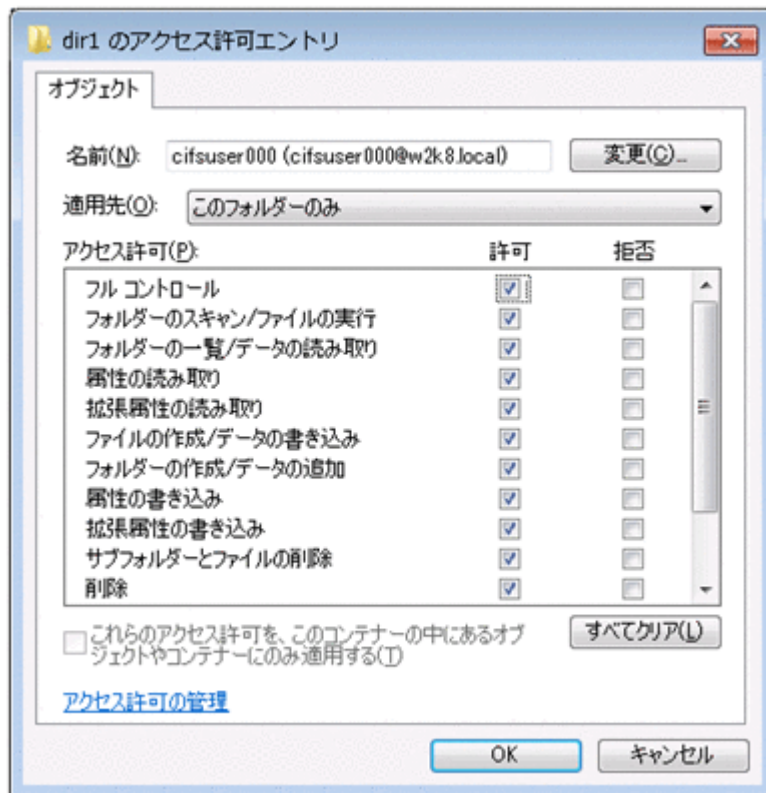 dir1 のアクセス許可エントリ
オブジェクト
名前(N): cifsuser000 (cifsuser000@w2k8.local) 変更(C)...
適用先(O): このフォルダーのみ
アクセス許可(P): 許可 拒否
フル コントロール
フォルダーのスキャン/ファイルの実行
フォルダーの一覧/データの読み取り
属性の読み取り
拡張属性の読み取り
ファイルの作成/データの書き込み
フォルダーの作成/データの追加
属性の書き込み
拡張属性の書き込み
サブフォルダーとファイルの削除
削除
これらのアクセス許可を、このコンテナーの中にあるオブ
ジェクトやコンテナーにのみ適用する(T)
すべてクリア(L)
アクセス許可の管理
OK キャンセル